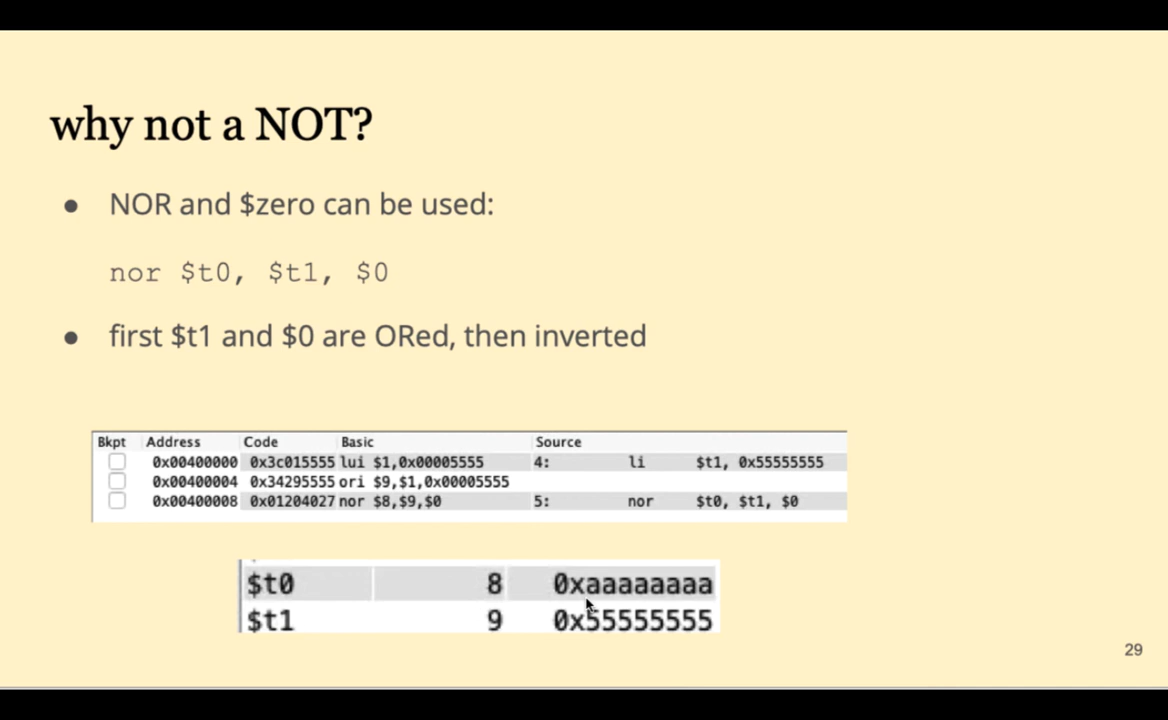 why not a NOT?
● NOR and $zero can be used:
nor $t0, $t1, $0
● first $t1 and $0 are ORed, then inverted
Bkpt Address Code Basic Source
0x00400000 0x3c015555 lui $1,0x00005555 4: li $t1, 0x55555555
0x00400004 0x34295555 ori $9,$1,0x00005555
0x00400008 0x01204027 nor $8,$9,$0 5: nor $t0, $t1, $0
$t0 8 0xaaaaaaaa
$t1 9 0x55555555
29